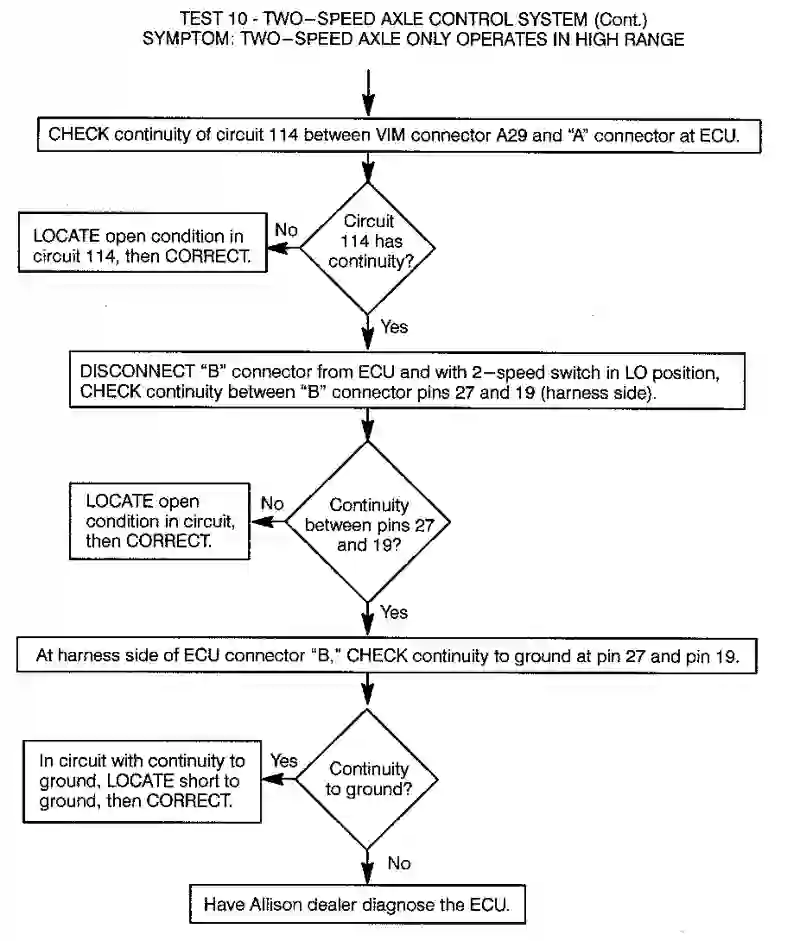 TEST 10 - TWO-SPEED AXLE CONTROL SYSTEM (Cont.)
SYMPTOM: TWO-SPEED AXLE ONLY OPERATES IN HIGH RANGE
CHECK continuity of circuit 114 between VIM connector A29 and "A" connector at ECU.
Circuit
114 has
continuity?
No
LOCATE open condition in
circuit 114, then CORRECT.
Yes
DISCONNECT "B" connector from ECU and with 2-speed switch in LO position,
CHECK continuity between "B" connector pins 27 and 19 (harness side).
Continuity
between pins 27
and 19?
No
LOCATE open
condition in circuit,
then CORRECT.
Yes
At harness side of ECU connector "B," CHECK continuity to ground at pin 27 and pin 19.
Continuity
to ground?
Yes
In circuit with continuity to
ground, LOCATE short to
ground, then CORRECT.
No
Have Allison dealer diagnose the ECU.